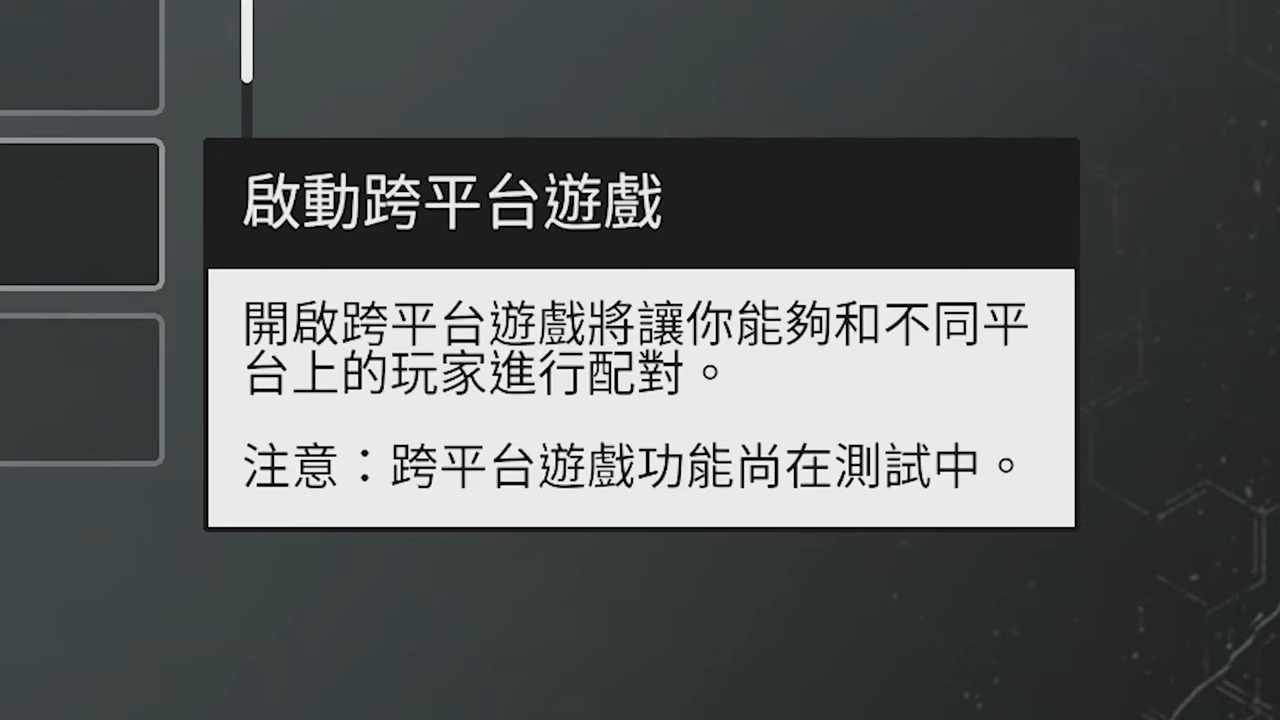 啟動跨平台遊戲
開啟跨平台遊戲將讓你能夠和不同平
台上的玩家進行配對。
注意：跨平台遊戲功能尚在測試中。